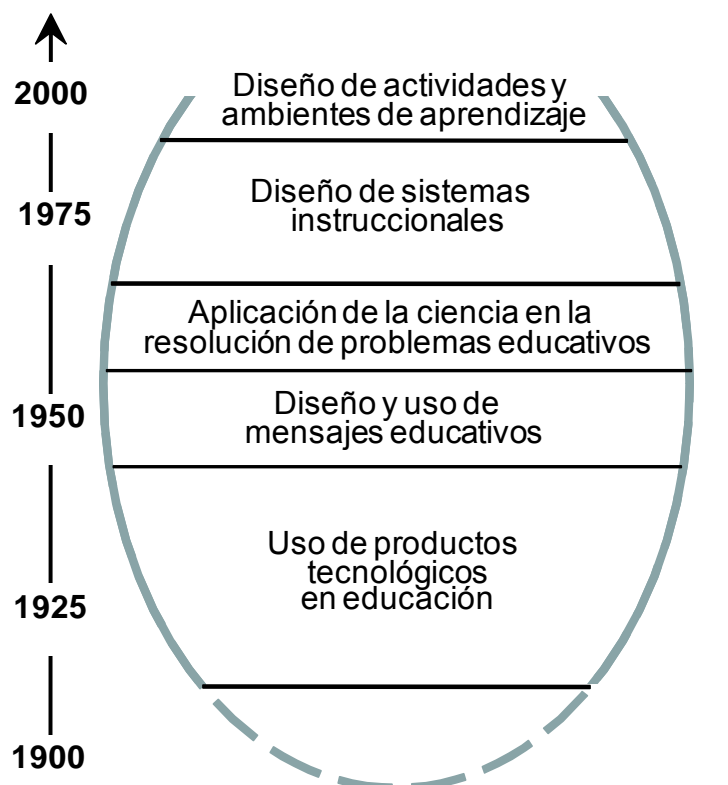 2000
Diseño de actividades y
ambientes de aprendizaje
1975
Diseño de sistemas
instruccionales
Aplicación de la ciencia en la
resolución de problemas educativos
1950
Diseño y uso de
mensajes educativos
Uso de productos
tecnológicos
en educación
1925
1900